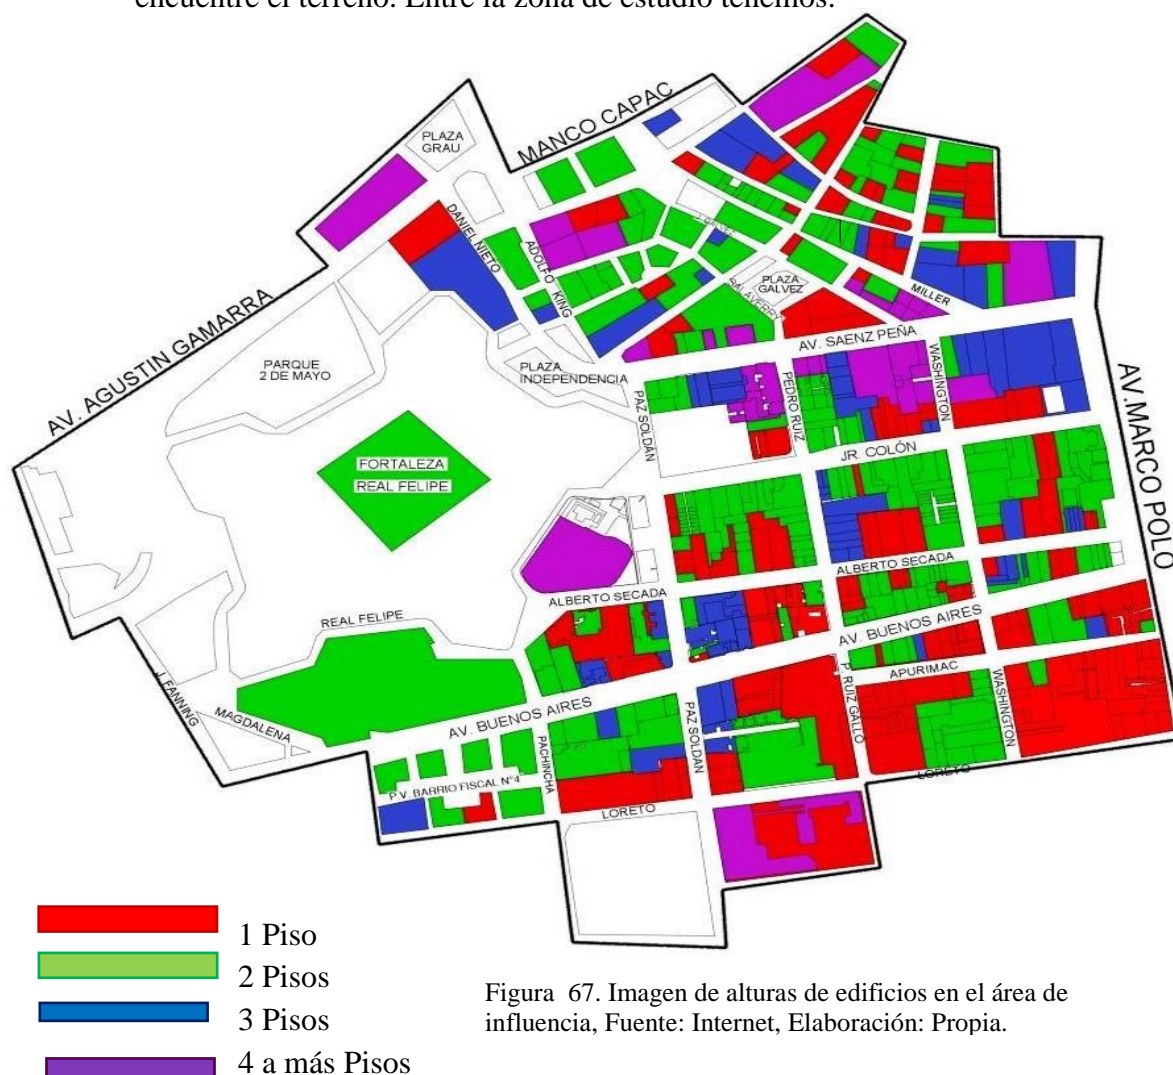 encuentre el terreno. Entre la zona de estudio tenemos:
PLAZA
GRAU
MANCO CAPAC
DANIEL NIETO
ADOLFO KING
AV. AGUSTIN GAMARRA
PARQUE
2 DE MAYO
PLAZA
INDEPENDENCIA
PLAZA
GALVEZ
MILLER
AV. SAENZ PEÑA
WASHINGTON
PEDRO RUIZ
PAZ SOLDÁN
AV.MARCO POLO
JR. COLÓN
FORTALEZA
REAL FELIPE
ALBERTO SECADA
ALBERTO SECADA
REAL FELIPE
AV. BUENOS AIRES
APURIMAC
P. RUIZ GALLO
WASHINGTON
J. FANNING
MAGDALENA
AV. BUENOS AIRES
PAZ SOLDAN
PACHINCHA
P.V. BARRIO FISCAL N°4
LORETO
LORETO
1 Piso
2 Pisos
3 Pisos
4 a más Pisos
Figura 67. Imagen de alturas de edificios en el área de
influencia, Fuente: Internet, Elaboración: Propia.